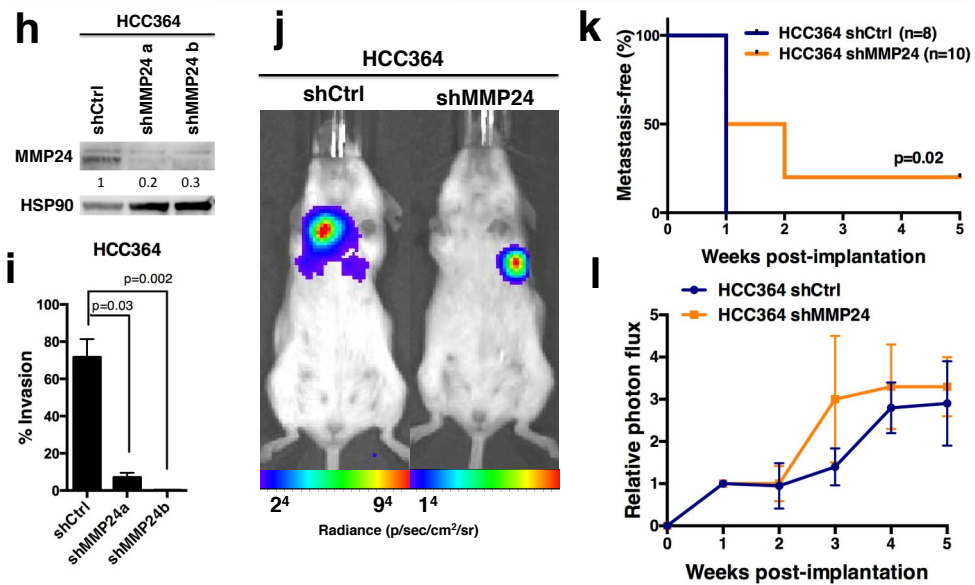 h
HCC364
shCtrl
shMMP24 a
shMMP24 b
MMP24
1 0.2 0.3
HSP90
i
HCC364
p=0.002
p=0.03
% Invasion
100
80
60
40
20
0
shCtrl
shMMP24a
shMMP24b
j
HCC364
shCtrl shMMP24
2⁴ 9⁴ 1⁴
Radiance (p/sec/cm²/sr)
k
HCC364 shCtrl (n=8)
HCC364 shMMP24 (n=10)
Metastasis-free (%)
100
50
0
p=0.02
0 1 2 3 4 5
Weeks post-implantation
l
HCC364 shCtrl
HCC364 shMMP24
Relative photon flux
5
4
3
2
1
0
0 1 2 3 4 5
Weeks post-implantation